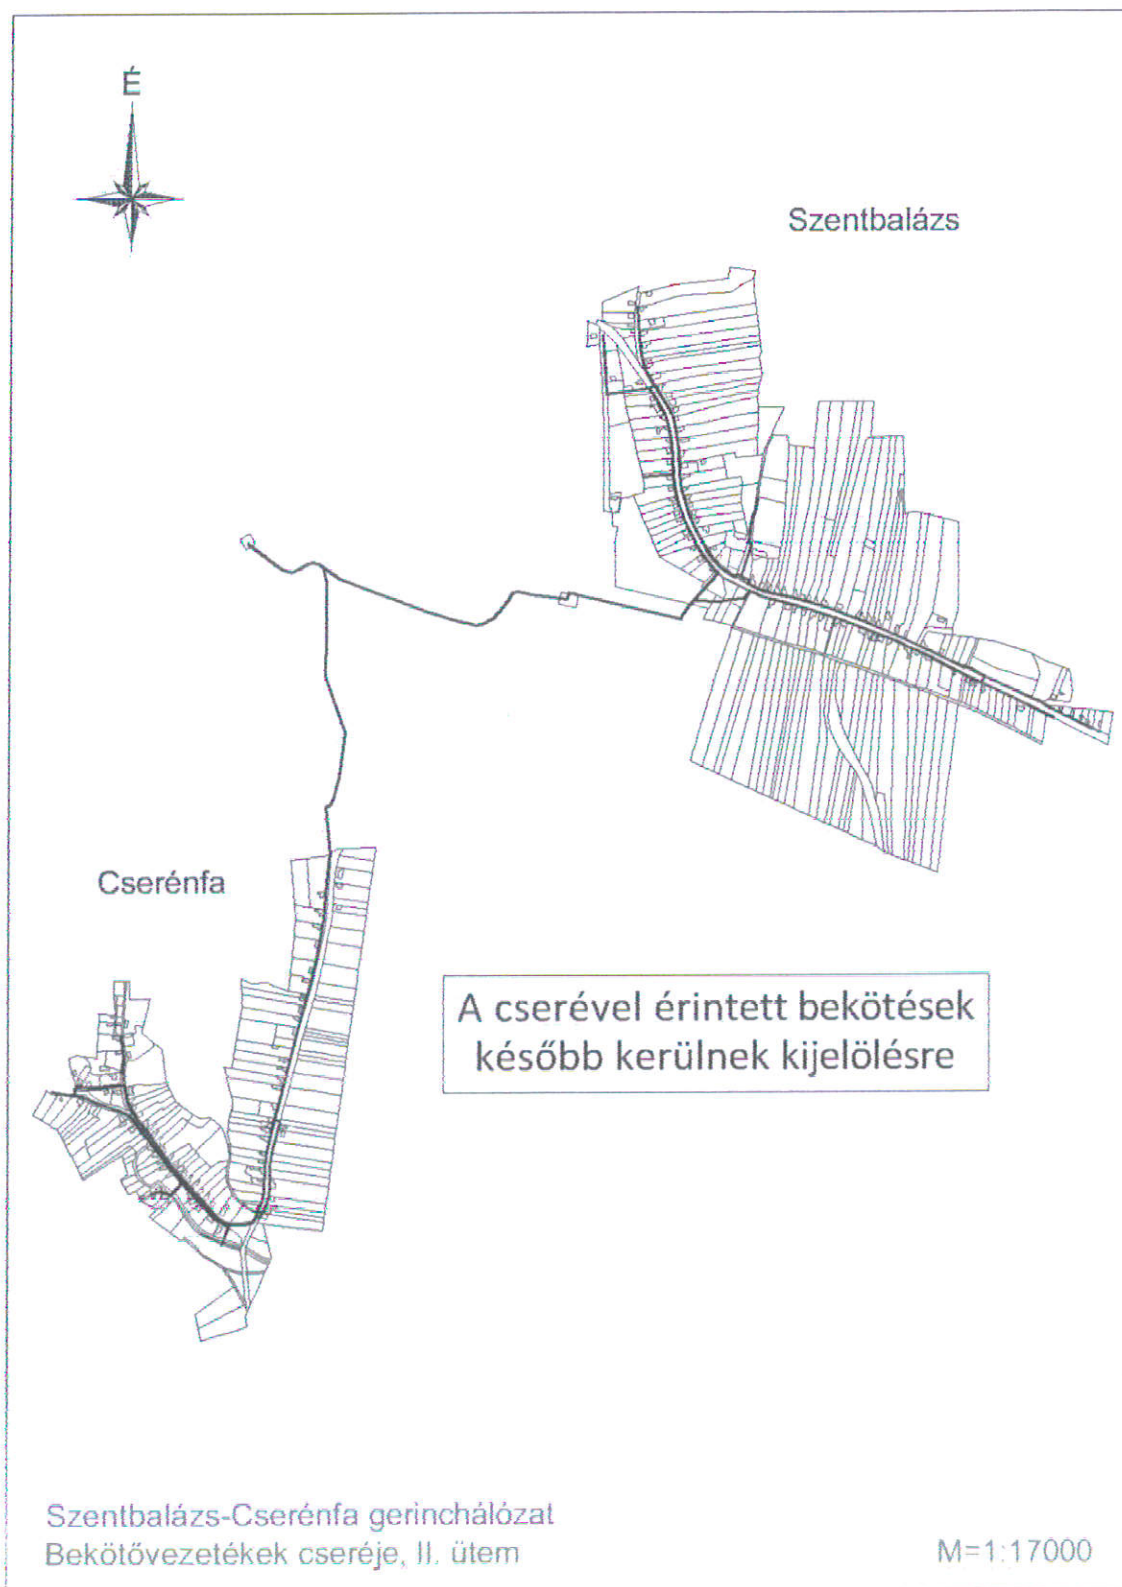 É
Szentbalázs
Cserénfa
A cserével érintett bekötések
később kerülnek kijelölésre
Szentbalázs-Cserénfa gerinchálózat
Bekötővezetékek cseréje, II. ütem
M=1:17000